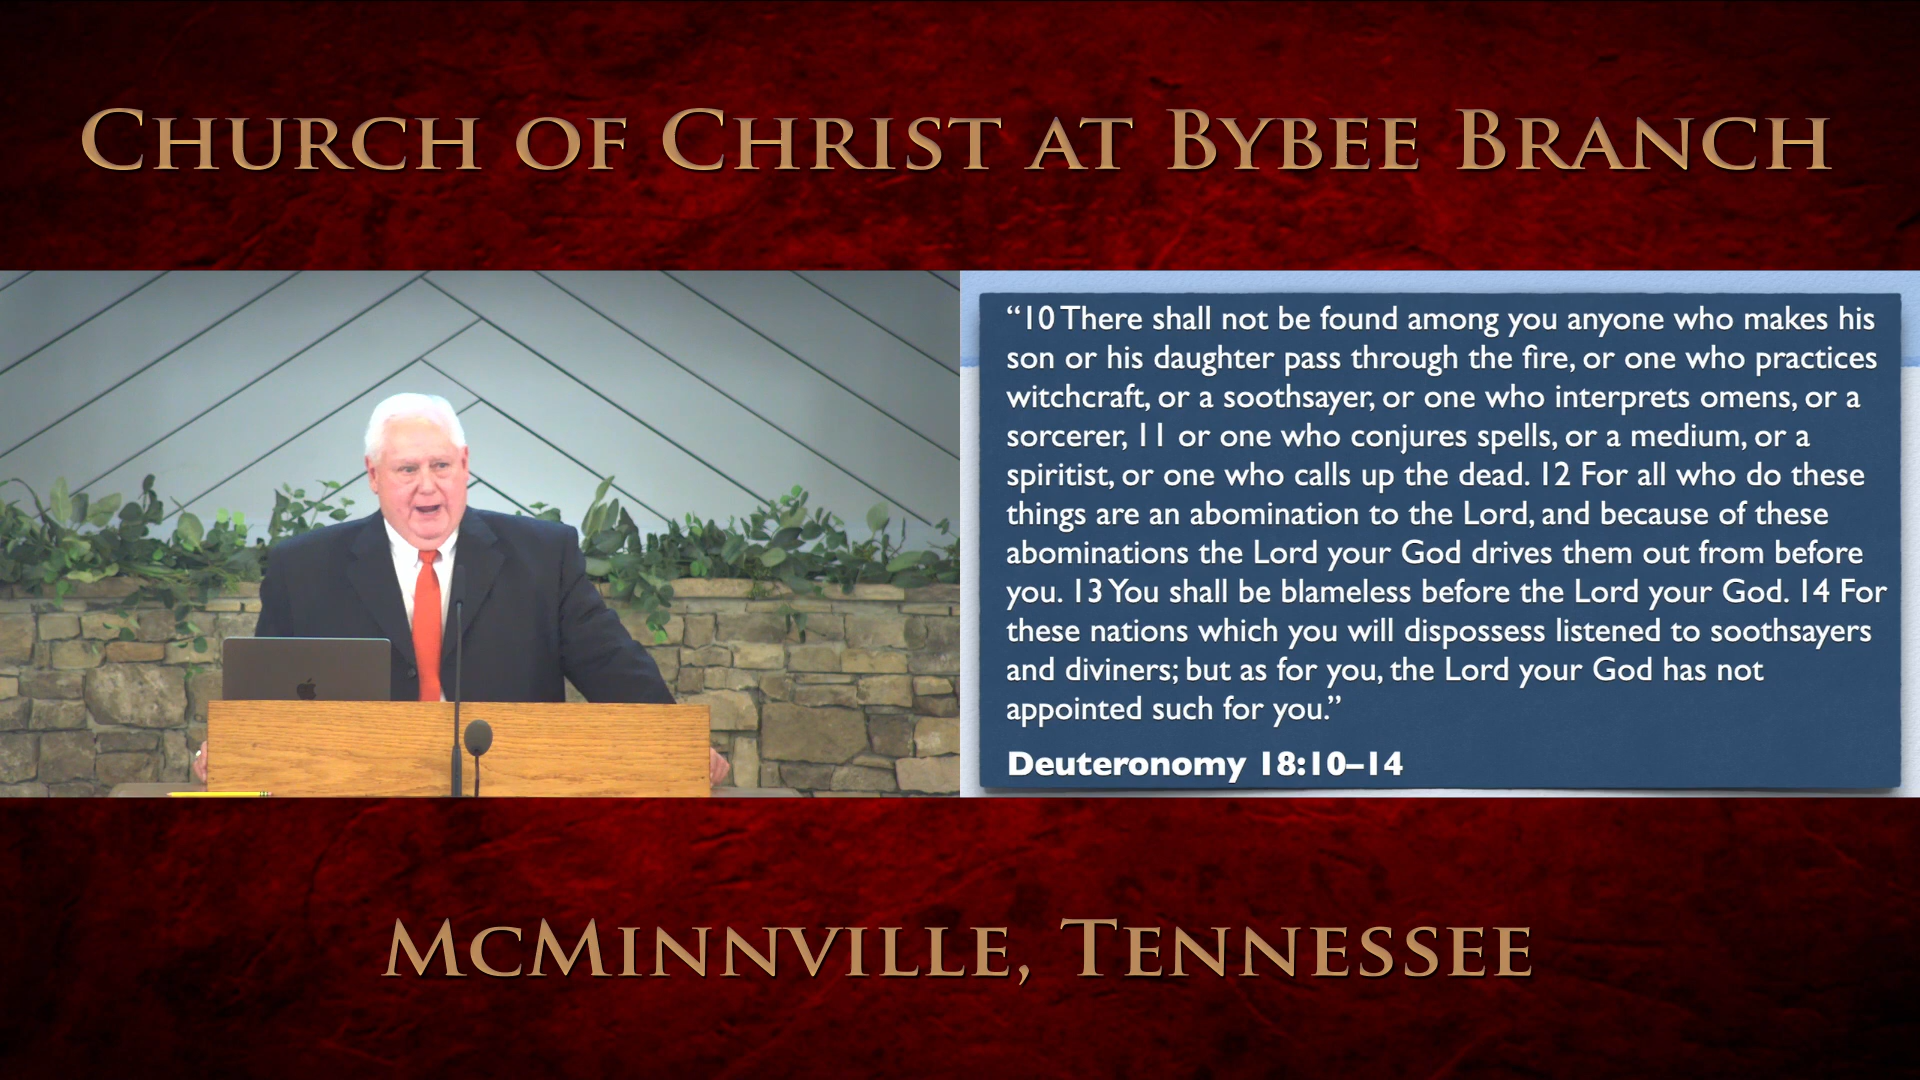 Church of Christ at Bybee Branch
“10 There shall not be found among you anyone who makes his
son or his daughter pass through the fire, or one who practices
witchcraft, or a soothsayer, or one who interprets omens, or a
sorcerer, 11 or one who conjures spells, or a medium, or a
spiritist, or one who calls up the dead. 12 For all who do these
things are an abomination to the Lord, and because of these
abominations the Lord your God drives them out from before
you. 13 You shall be blameless before the Lord your God. 14 For
these nations which you will dispossess listened to soothsayers
and diviners; but as for you, the Lord your God has not
appointed such for you.”
Deuteronomy 18:10–14
McMinnville, Tennessee